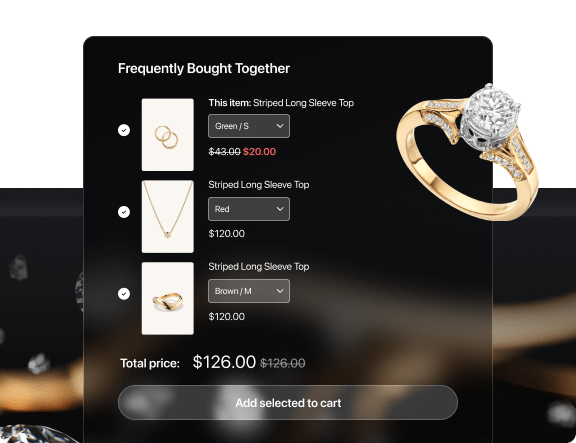 Frequently Bought Together
This item: Striped Long Sleeve Top
Green / S
$43.00 $20.00
Striped Long Sleeve Top
Red
$120.00
Striped Long Sleeve Top
Brown / M
$120.00
Total price: $126.00 $126.00
Add selected to cart